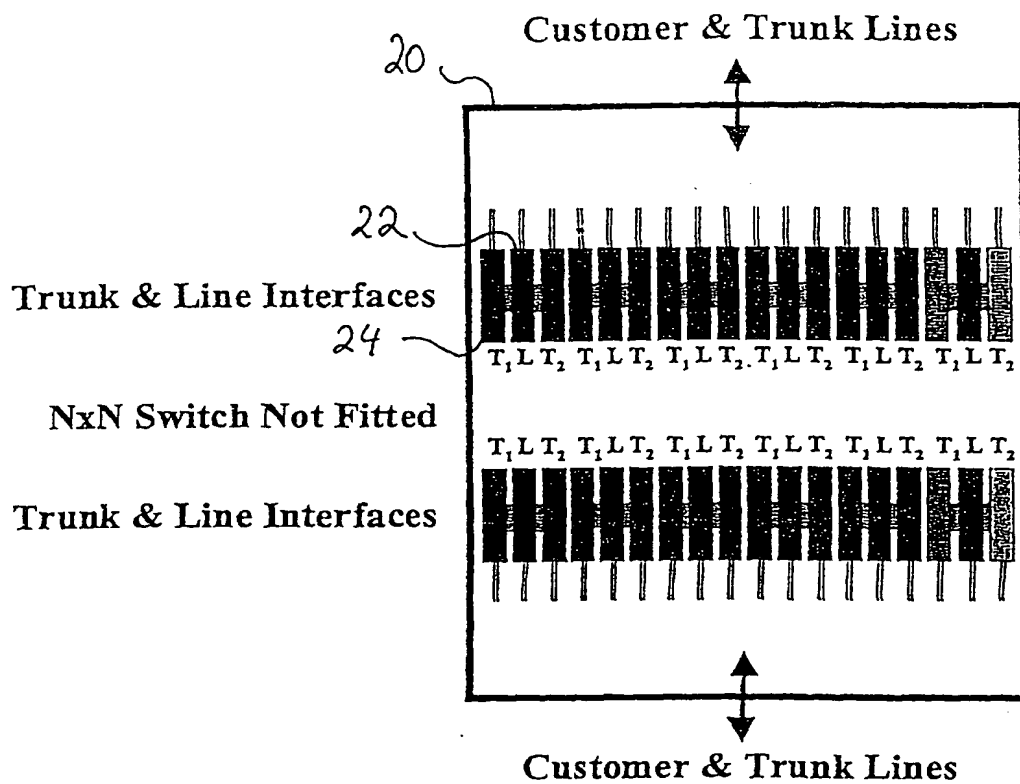 Customer & Trunk Lines
20
22
Trunk & Line Interfaces
24
T₁ L T₂ T₁ L T₂ T₁ L T₂ T₁ L T₂ T₁ L T₂ T₁ L T₂
NxN Switch Not Fitted
T₁ L T₂ T₁ L T₂ T₁ L T₂ T₁ L T₂ T₁ L T₂ T₁ L T₂
Trunk & Line Interfaces
Customer & Trunk Lines